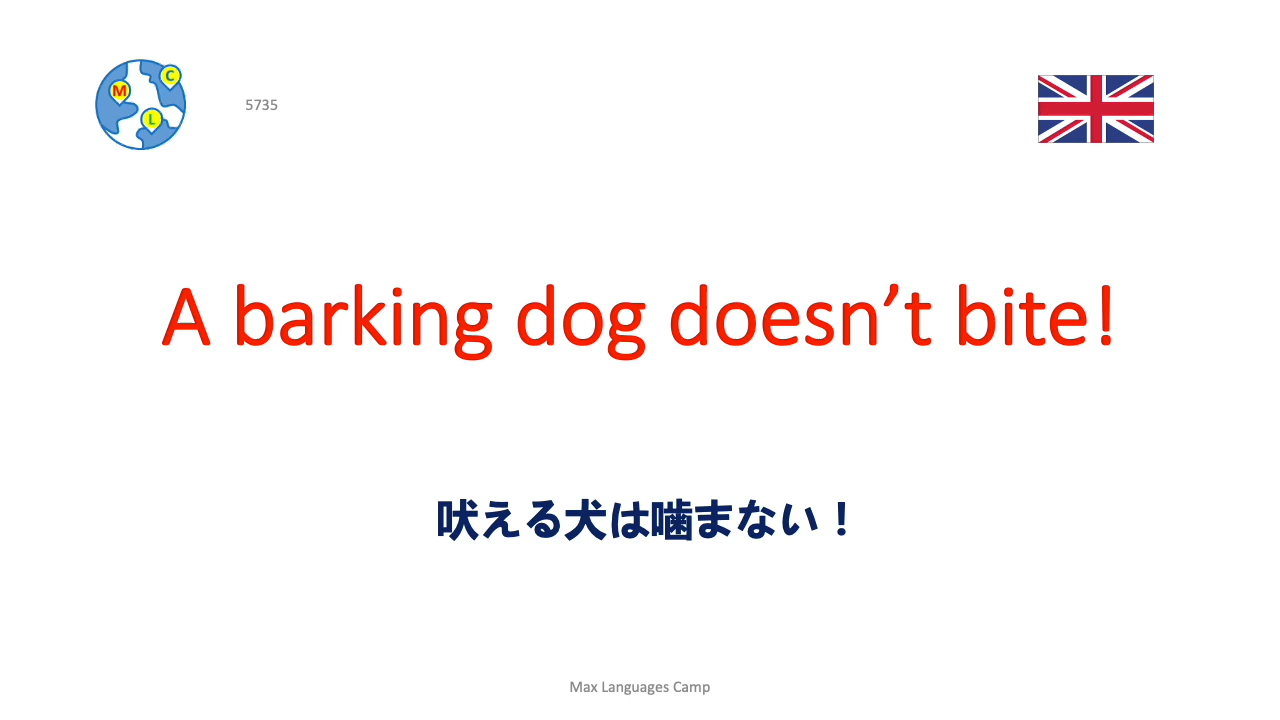 C
M
L
5735
A barking dog doesn’t bite!
吠える犬は噛まない！
Max Languages Camp